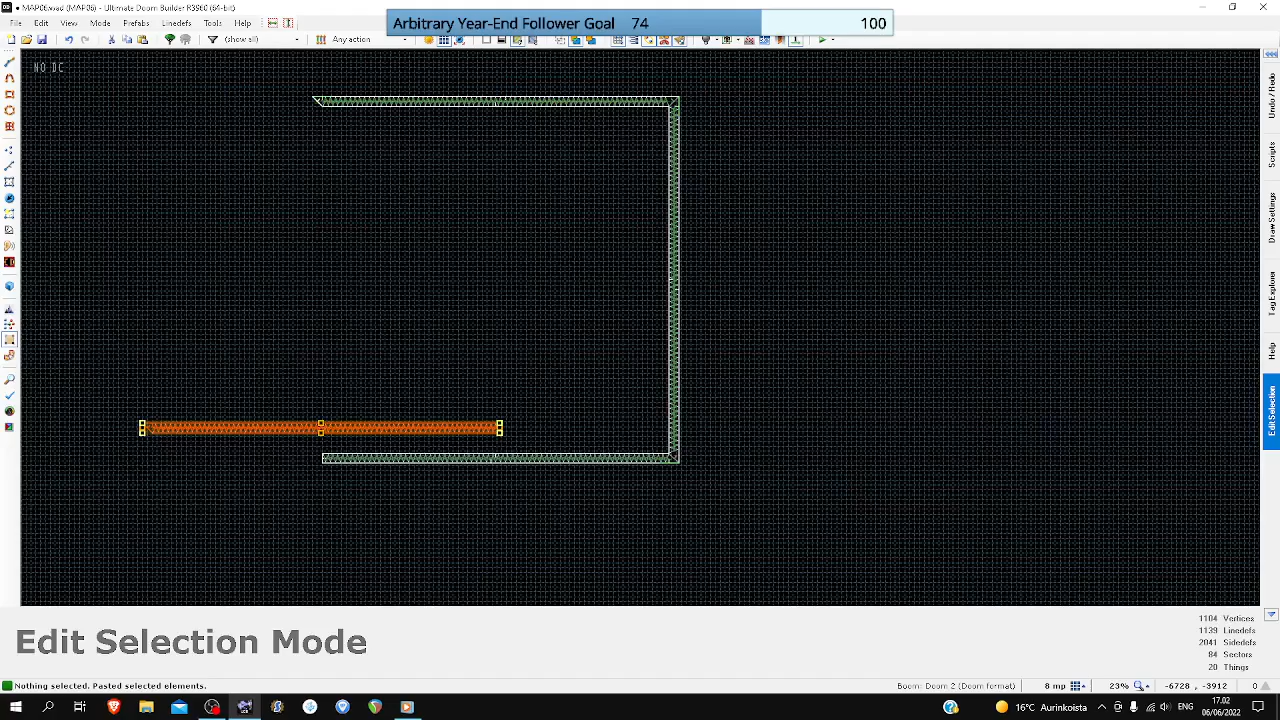 MAP06.wad (MAP06) - Ultimate Doom Builder R3960 (64-bit)
Arbitrary Year-End Follower Goal 74 100
File Edit View Mode Prefabs Linedefs Tools Help
(show all)
Any action
NO DC
Undo / Redo
Scripts
Draw Settings
Tag Explorer
Help
Edit Selection
Edit Selection Mode
1104 Vertices
1139 Linedefs
2041 Sidedefs
84 Sectors
20 Things
Nothing selected. Pasted selected elements.
Boom: Doom 2 (Doom format)
8 mp
23%
-6728 , -3912
0
16°C Aurinkoista
17.02
06/06/2022